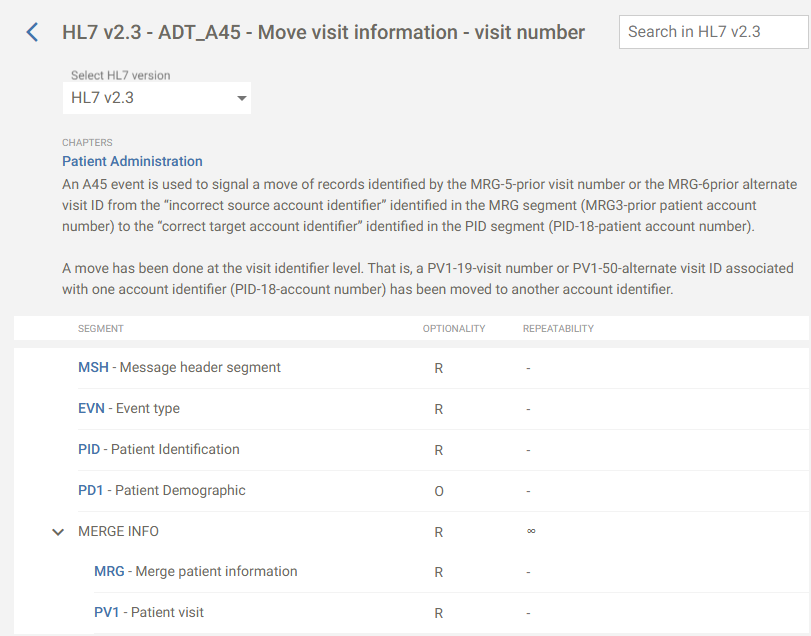 HL7 v2.3 - ADT_A45 - Move visit information - visit number
Search in HL7 v2.3
Select HL7 version
HL7 v2.3
CHAPTERS
Patient Administration
An A45 event is used to signal a move of records identified by the MRG-5-prior visit number or the MRG-6prior alternate
visit ID from the “incorrect source account identifier” identified in the MRG segment (MRG3-prior patient account
number) to the “correct target account identifier” identified in the PID segment (PID-18-patient account number).
A move has been done at the visit identifier level. That is, a PV1-19-visit number or PV1-50-alternate visit ID associated
with one account identifier (PID-18-account number) has been moved to another account identifier.
SEGMENT OPTIONALITY REPEATABILITY
MSH - Message header segment R -
EVN - Event type R -
PID - Patient Identification R -
PD1 - Patient Demographic O -
MERGE INFO R ∞
MRG - Merge patient information R -
PV1 - Patient visit R -